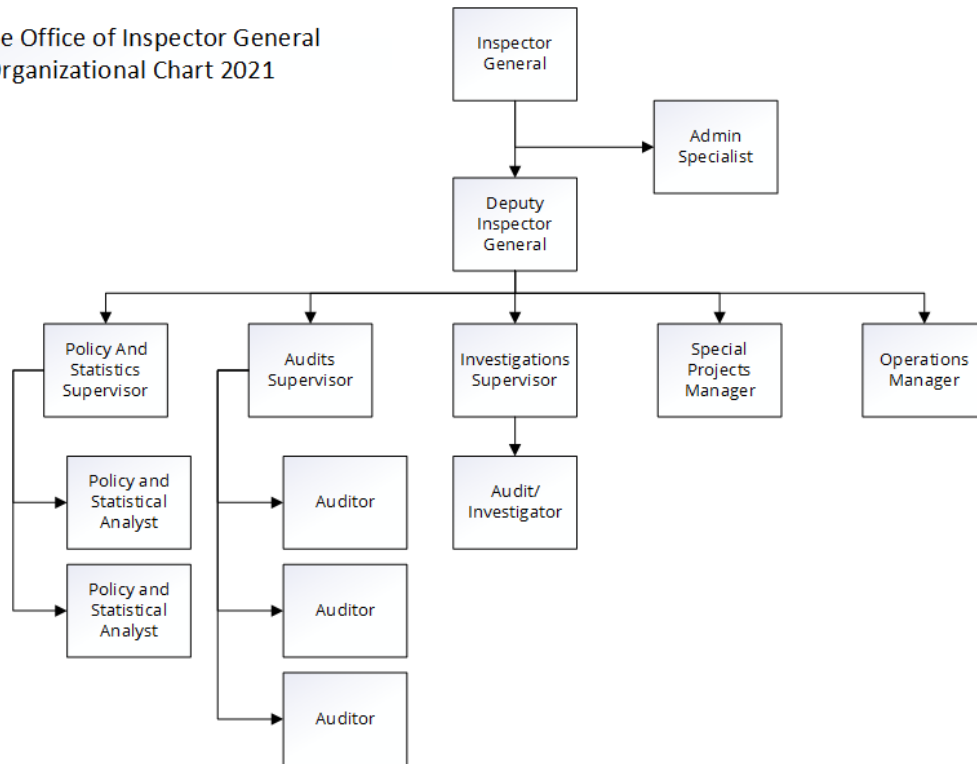 e Office of Inspector General
rganizational Chart 2021
Inspector
General
Admin
Specialist
Deputy
Inspector
General
Policy And
Statistics
Supervisor
Audits
Supervisor
Investigations
Supervisor
Special
Projects
Manager
Operations
Manager
Policy and
Statistical
Analyst
Auditor
Audit/
Investigator
Policy and
Statistical
Analyst
Auditor
Auditor